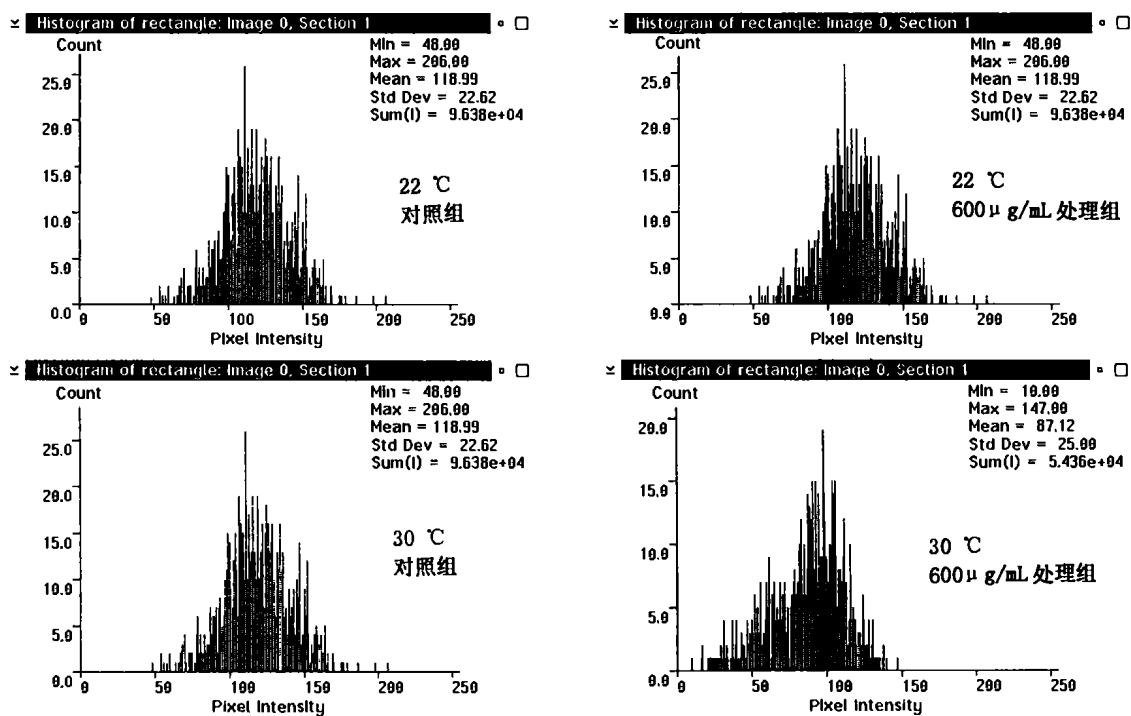 Histogram of rectangle: Image 0, Section 1
Count
Min = 48.00
Max = 206.00
Mean = 118.99
Std Dev = 22.62
Sum(I) = 9.638e+04
25.0
20.0
15.0
10.0
5.0
0.0
22 ℃
对照组
0 50 100 150 200 250
Pixel Intensity
Histogram of rectangle: Image 0, Section 1
Count
Min = 48.00
Max = 206.00
Mean = 118.99
Std Dev = 22.62
Sum(I) = 9.638e+04
25.0
20.0
15.0
10.0
5.0
0.0
22 ℃
600μg/mL 处理组
0 50 100 150 200 250
Pixel Intensity
Histogram of rectangle: Image 0, Section 1
Count
Min = 48.00
Max = 206.00
Mean = 118.99
Std Dev = 22.62
Sum(I) = 9.638e+04
25.0
20.0
15.0
10.0
5.0
0.0
30 ℃
对照组
0 50 100 150 200 250
Pixel Intensity
Histogram of rectangle: Image 0, Section 1
Count
Min = 10.00
Max = 147.00
Mean = 87.12
Std Dev = 25.00
Sum(I) = 5.436e+04
20.0
15.0
10.0
5.0
0.0
30 ℃
600μg/mL 处理组
0 50 100 150 200 250
Pixel Intensity